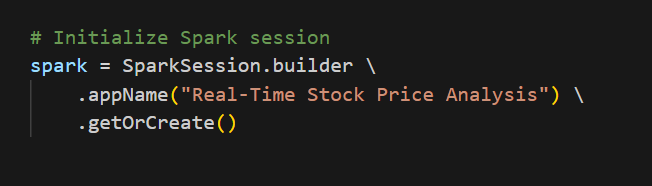 # Initialize Spark session
spark = SparkSession.builder \
    .appName("Real-Time Stock Price Analysis") \
    .getOrCreate()